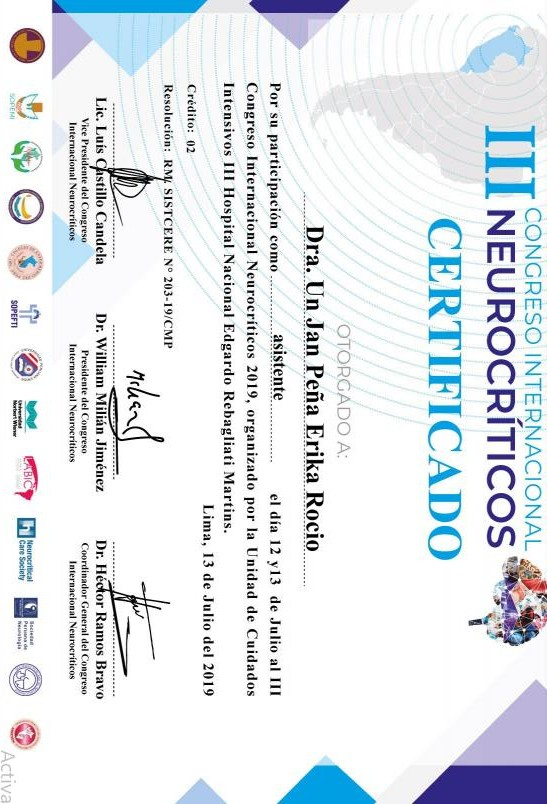 III CONGRESO INTERNACIONAL
NEUROCRÍTICOS
CERTIFICADO
OTORGADO A:
Dra. Un Jan Peña Erika Rocio
Por su participación como ............ asistente ............ el día 12 y13 de Julio al III
Congreso Internacional Neurocríticos 2019, organizado por la Unidad de Cuidados
Intensivos III Hospital Nacional Edgardo Rebagliati Martins.
Lima, 13 de Julio del 2019
Crédito: 02
Resolución: RM. SISTCERE N° 203-19/CMP
Lic. Luis Castillo Candela
Vice Presidente del Congreso
Internacional Neurocríticos
Dr. William Milián Jiménez
Presidente del Congreso
Internacional Neurocríticos
Dr. Héctor Ramos Bravo
Coordinador General del Congreso
Internacional Neurocríticos
SOPEMI
SOPEFTI
Universidad
Norbert Wiener
LABIC
Neurocritical
Care Society
Sociedad
Peruana de
Neurología
Activa